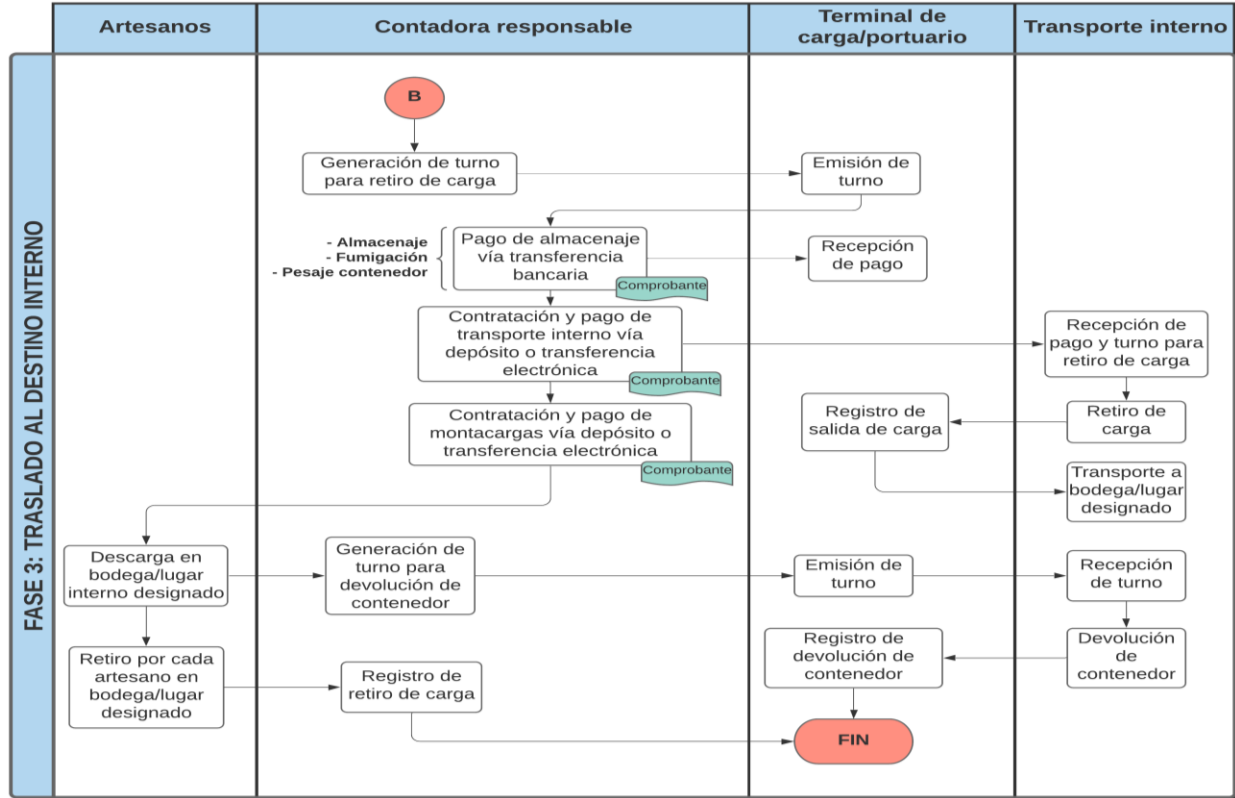 Artesanos
Contadora responsable
Terminal de
carga/portuario
Transporte interno
FASE 3: TRASLADO AL DESTINO INTERNO
B
Generación de turno
para retiro de carga
Emisión de
turno
- Almacenaje
- Fumigación
- Pesaje contenedor
Pago de almacenaje
vía transferencia
bancaria
Comprobante
Recepción
de pago
Contratación y pago de
transporte interno vía
depósito o transferencia
electrónica
Comprobante
Recepción de
pago y turno para
retiro de carga
Contratación y pago de
montacargas vía depósito o
transferencia electrónica
Comprobante
Registro de
salida de carga
Retiro de
carga
Transporte a
bodega/lugar
designado
Descarga en
bodega/lugar
interno designado
Generación de
turno para
devolución de
contenedor
Emisión de
turno
Recepción
de turno
Retiro por cada
artesano en
bodega/lugar
designado
Registro de
retiro de carga
Registro de
devolución de
contenedor
Devolución
de
contenedor
FIN